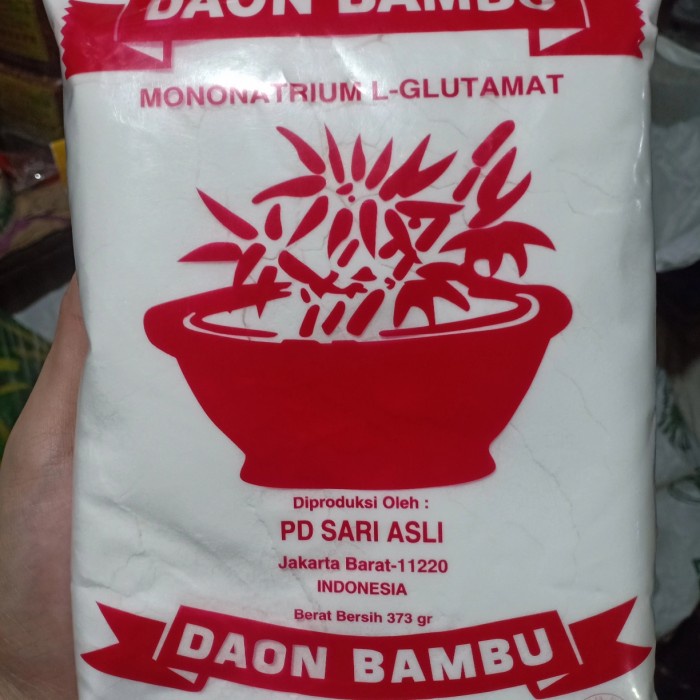 DAON BAMBU
MONONATRIUM L-GLUTAMAT
Diproduksi Oleh :
PD SARI ASLI
Jakarta Barat-11220
INDONESIA
Berat Bersih 373 gr
DAON BAMBU